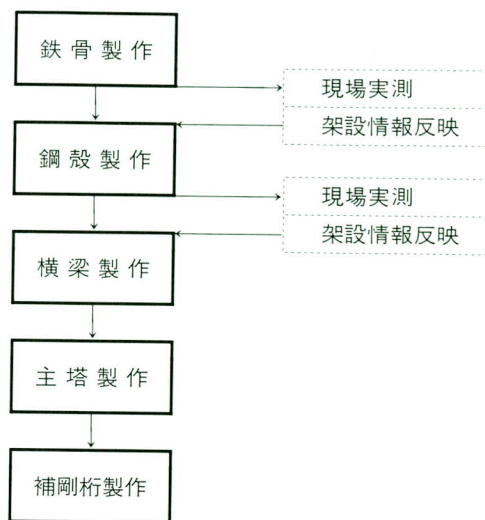 鉄骨製作
現場実測
架設情報反映
鋼殻製作
現場実測
架設情報反映
横梁製作
主塔製作
補剛桁製作